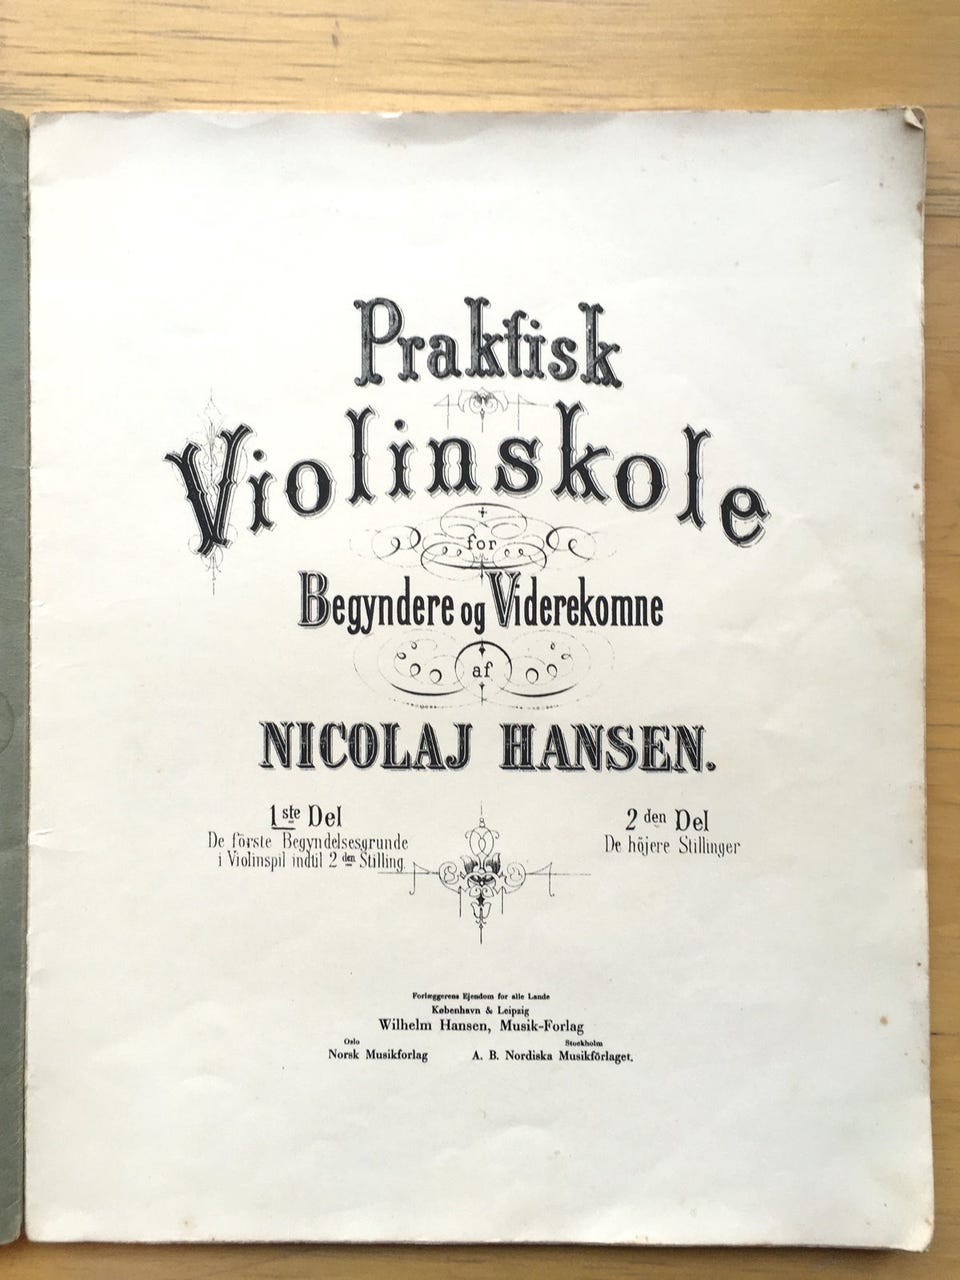 Praktisk
Violinskole
for
Begyndere og Viderekomne
af
NICOLAJ HANSEN.
1ste Del
De förste Begyndelsesgrunde
i Violinspil indtil 2den Stilling
2den Del
De höjere Stillinger
Forlæggerens Ejendom for alle Lande
København & Leipzig
Wilhelm Hansen, Musik-Forlag
Oslo
Norsk Musikforlag
Stockholm
A. B. Nordiska Musikförlaget.